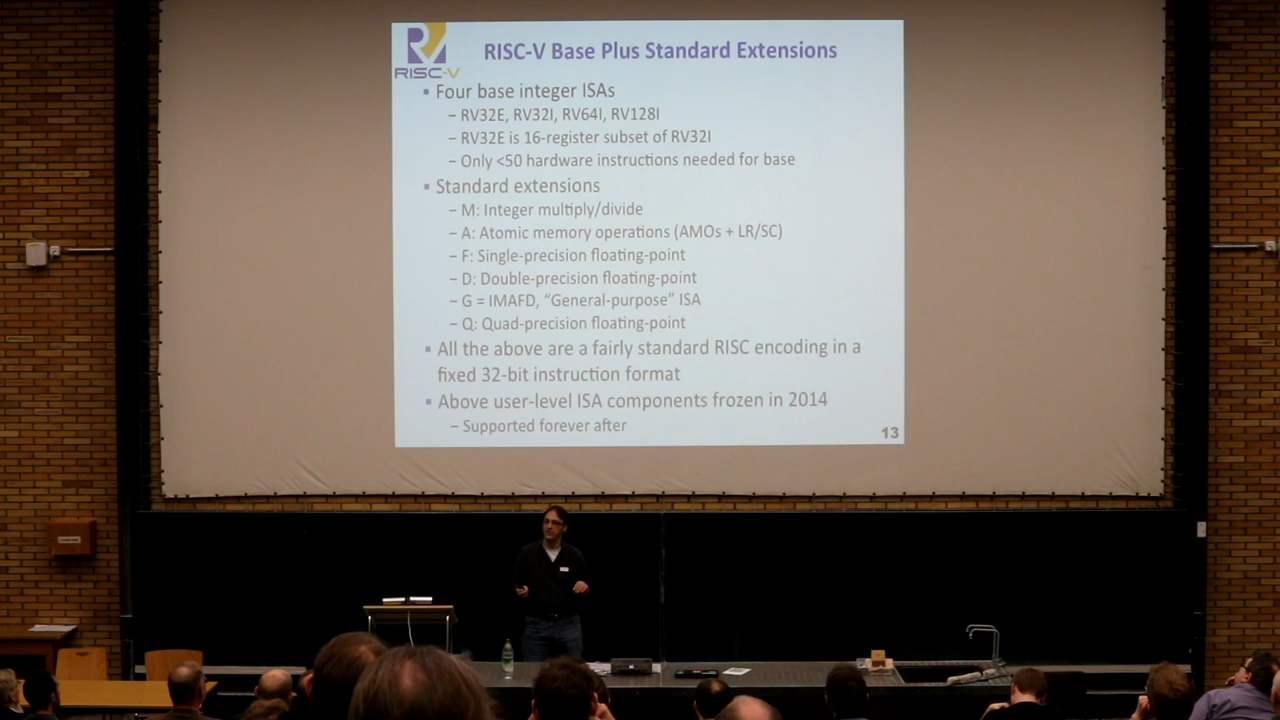 RISC-V
RISC-V Base Plus Standard Extensions
▪ Four base integer ISAs
– RV32E, RV32I, RV64I, RV128I
– RV32E is 16-register subset of RV32I
– Only <50 hardware instructions needed for base
▪ Standard extensions
– M: Integer multiply/divide
– A: Atomic memory operations (AMOs + LR/SC)
– F: Single-precision floating-point
– D: Double-precision floating-point
– G = IMAFD, “General-purpose” ISA
– Q: Quad-precision floating-point
▪ All the above are a fairly standard RISC encoding in a
fixed 32-bit instruction format
▪ Above user-level ISA components frozen in 2014
– Supported forever after
13